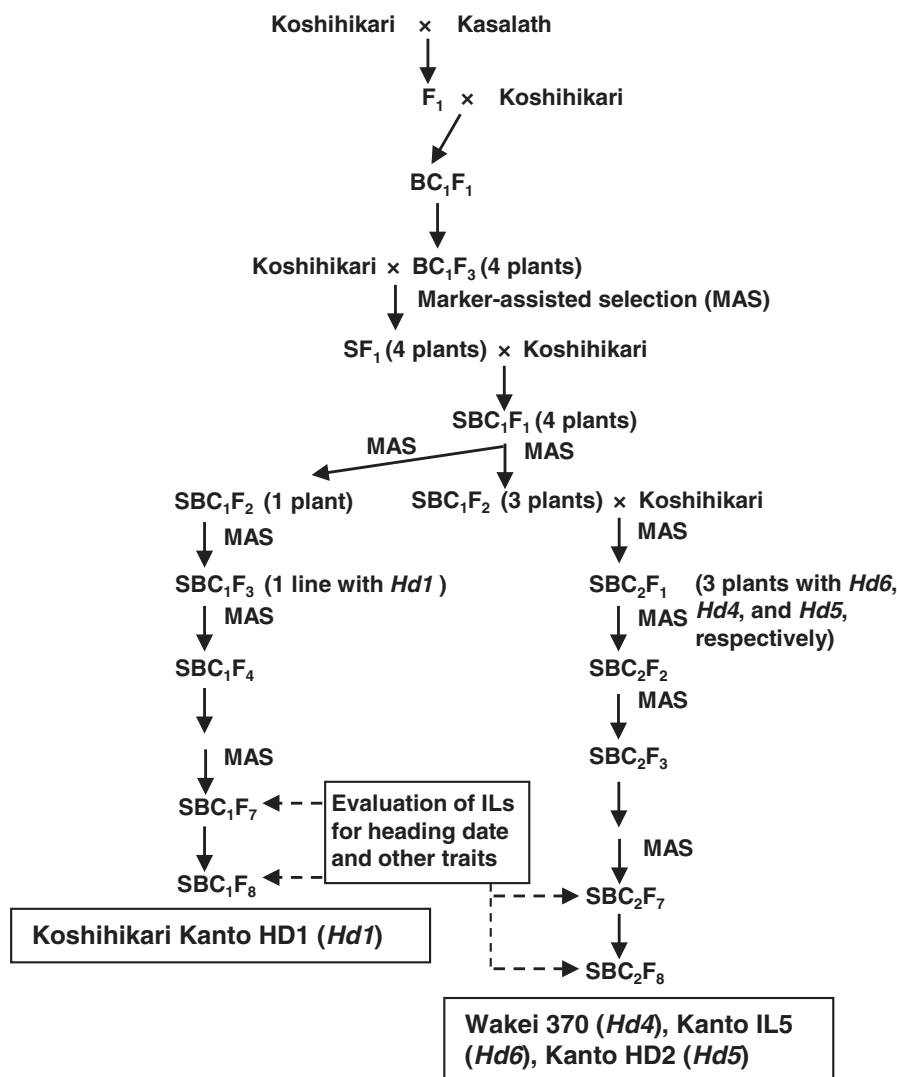 Koshihikari × Kasalath
F₁ × Koshihikari
BC₁F₁
Koshihikari × BC₁F₃ (4 plants)
Marker-assisted selection (MAS)
SF₁ (4 plants) × Koshihikari
SBC₁F₁ (4 plants)
MAS MAS
SBC₁F₂ (1 plant) SBC₁F₂ (3 plants) × Koshihikari
MAS MAS
SBC₁F₃ (1 line with Hd1 ) SBC₂F₁ (3 plants with Hd6,
MAS MAS Hd4, and Hd5,
respectively)
SBC₁F₄ SBC₂F₂
MAS
MAS SBC₂F₃
SBC₁F₇ Evaluation of ILs
for heading date
and other traits
MAS
SBC₁F₈ SBC₂F₇
Koshihikari Kanto HD1 (Hd1)
SBC₂F₈
Wakei 370 (Hd4), Kanto IL5
(Hd6), Kanto HD2 (Hd5)